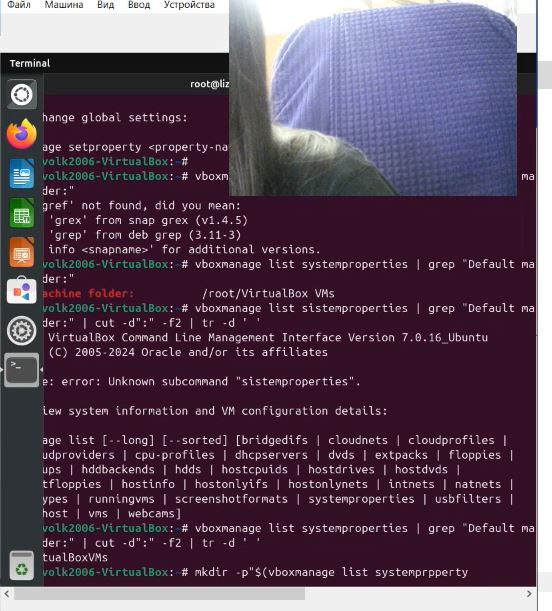 Файл Машина Вид Ввод Устройства
Terminal
root@liz
hange global settings:
age setproperty <property-na
volk2006-VirtualBox:~#
volk2006-VirtualBox:~# vboxm
der:"
gref' not found, did you mean:
'grex' from snap grex (v1.4.5)
'grep' from deb grep (3.11-3)
info <snapname>' for additional versions.
volk2006-VirtualBox:~# vboxmanage list systemproperties | grep "Default ma
der:"
achine folder: /root/VirtualBox VMs
volk2006-VirtualBox:~# vboxmanage list sistemproperties | grep "Default ma
der:" | cut -d":" -f2 | tr -d ' '
VirtualBox Command Line Management Interface Version 7.0.16_Ubuntu
(C) 2005-2024 Oracle and/or its affiliates
e: error: Unknown subcommand "sistemproperties".
iew system information and VM configuration details:
age list [--long] [--sorted] [bridgedifs | cloudnets | cloudprofiles |
udproviders | cpu-profiles | dhcpservers | dvds | extpacks | floppies |
ups | hddbackends | hdds | hostcpuids | hostdrives | hostdvds |
tfloppies | hostinfo | hostonlyifs | hostonlynets | intnets | natnets |
ypes | runningvms | screenshotformats | systemproperties | usbfilters |
host | vms | webcams]
volk2006-VirtualBox:~# vboxmanage list systemproperties | grep "Default ma
der:" | cut -d":" -f2 | tr -d ' '
tualBoxVMs
volk2006-VirtualBox:~# mkdir -p"$(vboxmanage list systemprpperty